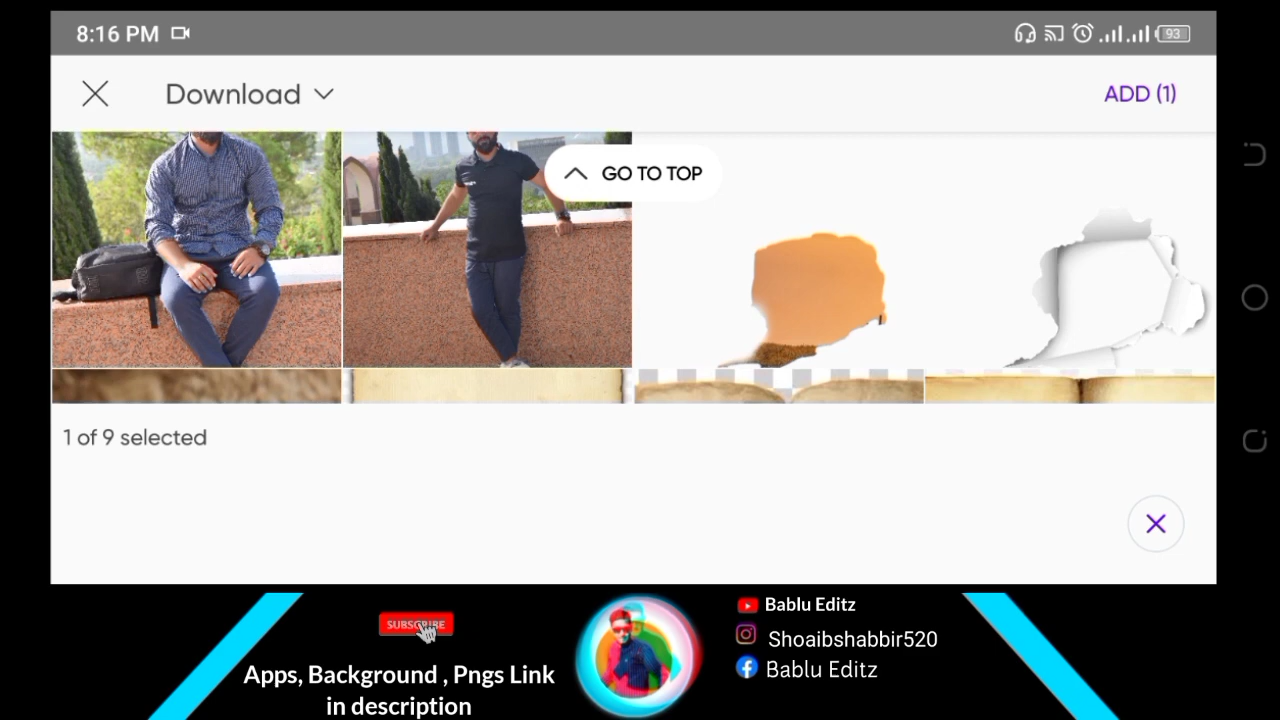 8:16 PM
93
Download
ADD (1)
GO TO TOP
1 of 9 selected
SUBSCRIBE
Apps, Background , Pngs Link
in description
Bablu Editz
Shoaibshabbir520
Bablu Editz